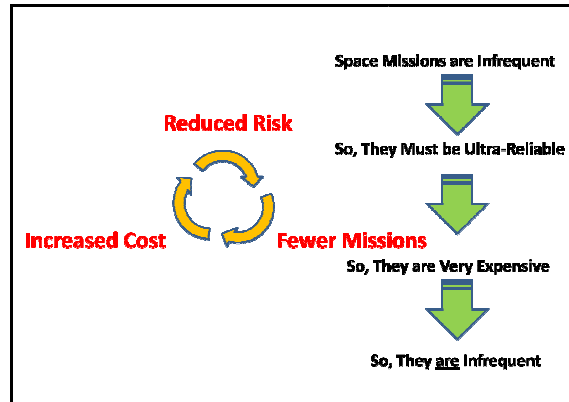 Space Missions are Infrequent
Reduced Risk
So, They Must be Ultra-Reliable
Increased Cost
Fewer Missions
So, They are Very Expensive
So, They are Infrequent